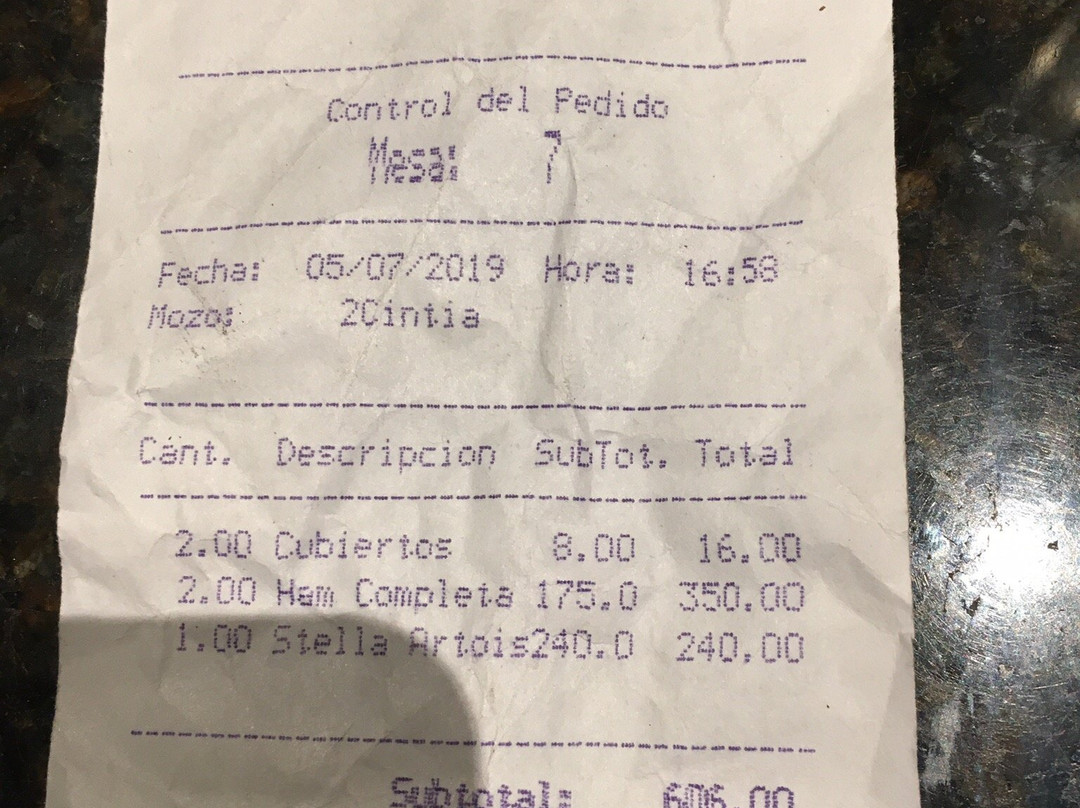 Control del Pedido
Mesa: 7
Fecha: 05/07/2019 Hora: 16:58
Mozo: 2Cintia
Cant. Descripcion SubTot. Total
2.00 Cubiertos 8.00 16.00
2.00 Ham Completa 175.0 350.00
1.00 Stella Artois240.0 240.00
Subtotal: 606.00